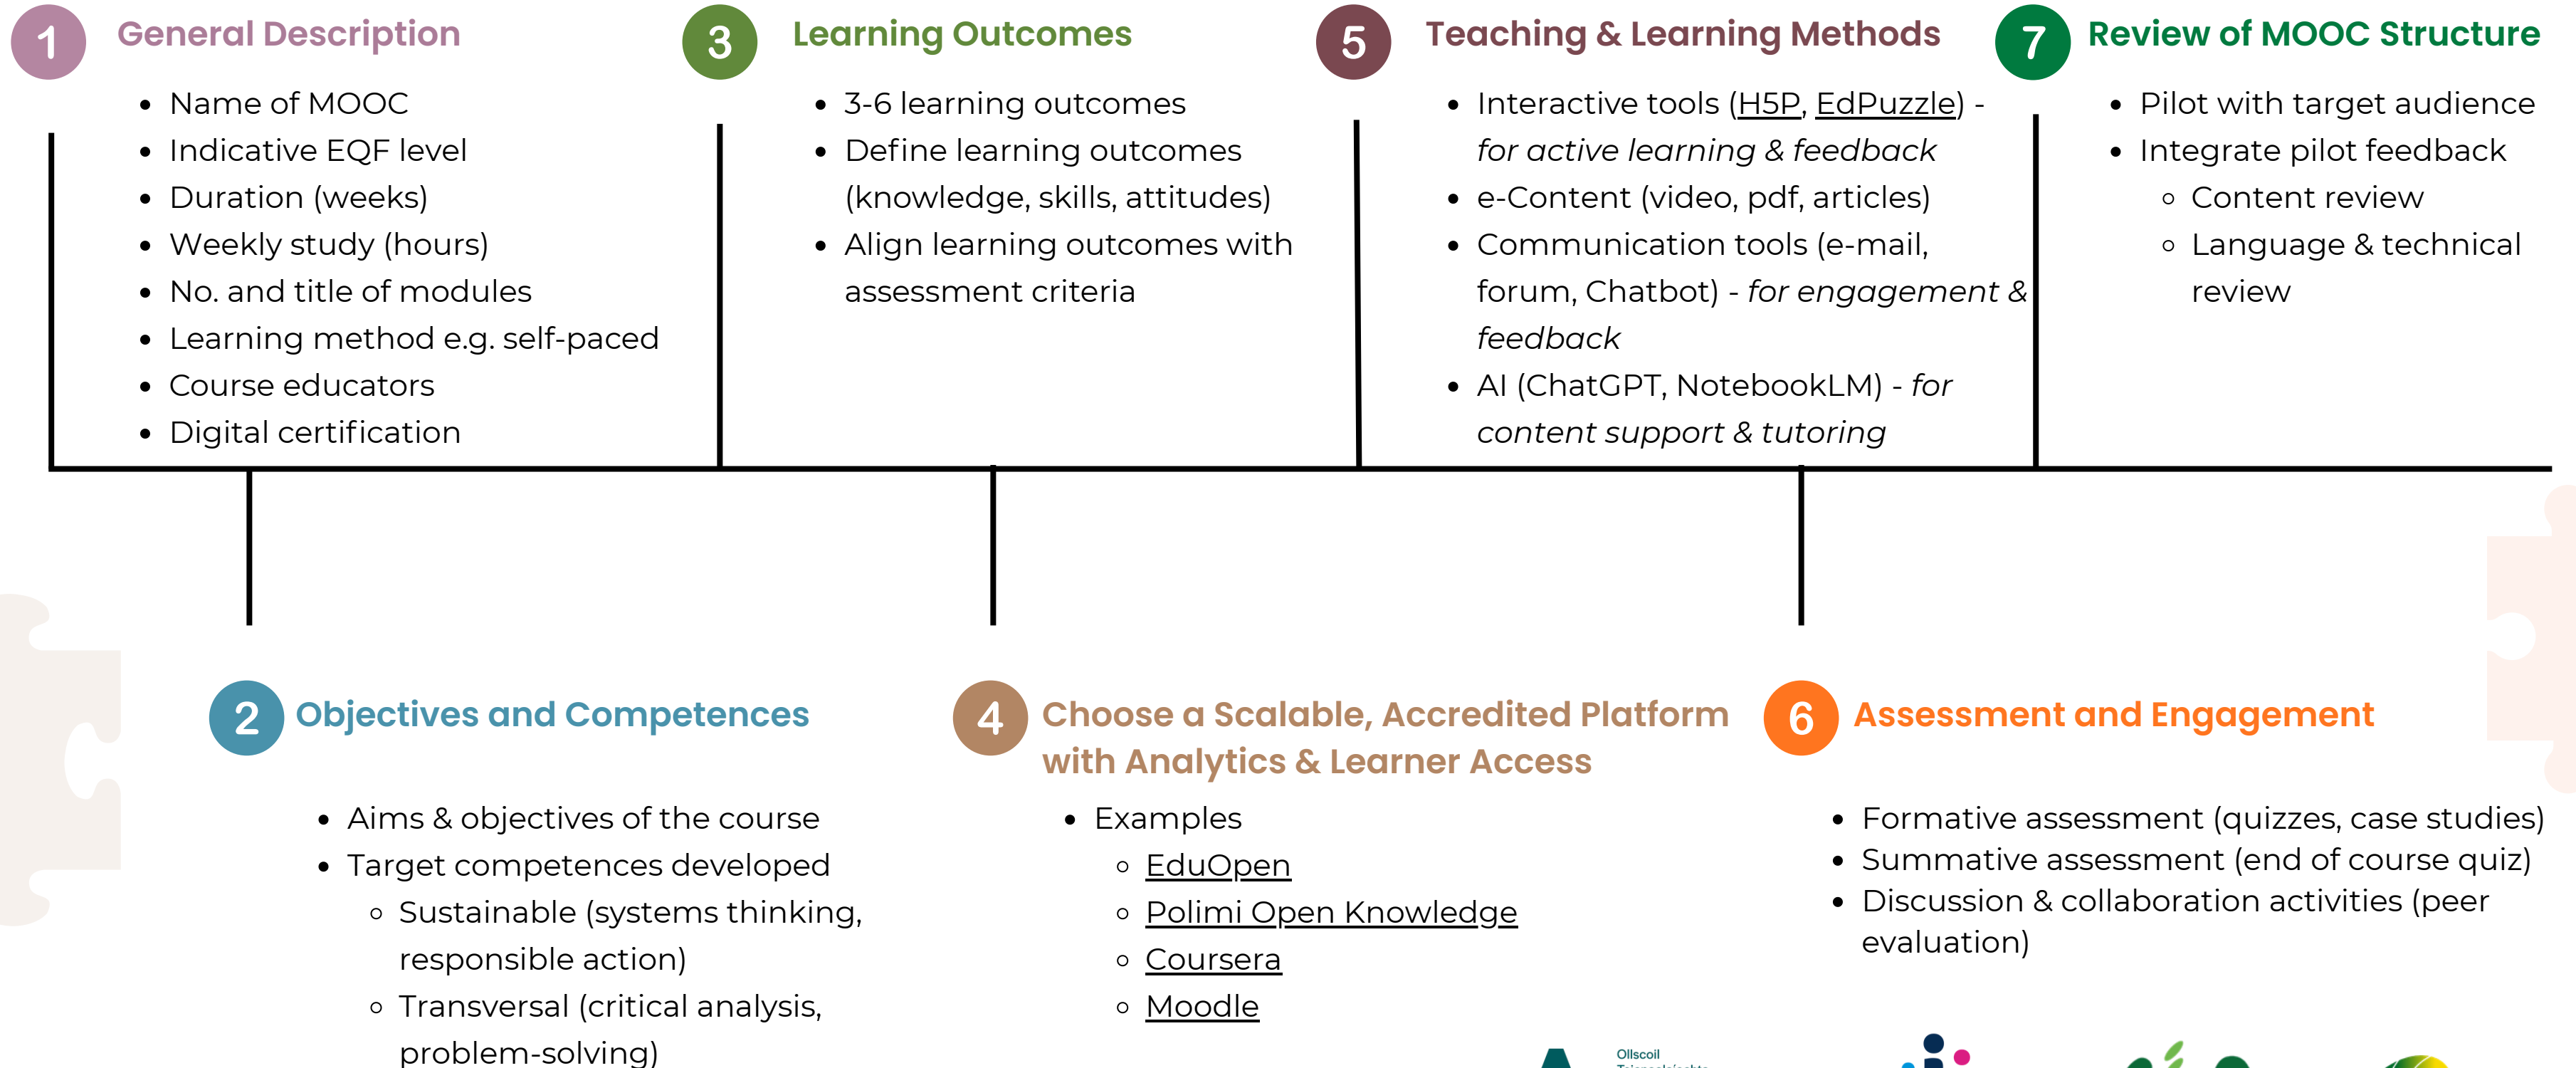 1
General Description
Name of MOOC
Indicative EQF level
Duration (weeks)
Weekly study (hours)
No. and title of modules
Learning method e.g. self-paced
Course educators
Digital certification
2
Objectives and Competences
Aims & objectives of the course
Target competences developed
Sustainable (systems thinking,
responsible action)
Transversal (critical analysis,
problem-solving)
3
Learning Outcomes
3-6 learning outcomes
Define learning outcomes
(knowledge, skills, attitudes)
Align learning outcomes with
assessment criteria
4
Choose a Scalable, Accredited Platform
with Analytics & Learner Access
Examples
EduOpen
Polimi Open Knowledge
Coursera
Moodle
5
Teaching & Learning Methods
Interactive tools (H5P, EdPuzzle) -
for active learning & feedback
e-Content (video, pdf, articles)
Communication tools (e-mail,
forum, Chatbot) - for engagement &
feedback
AI (ChatGPT, NotebookLM) - for
content support & tutoring
6
Assessment and Engagement
Formative assessment (quizzes, case studies)
Summative assessment (end of course quiz)
Discussion & collaboration activities (peer
evaluation)
7
Review of MOOC Structure
Pilot with target audience
Integrate pilot feedback
Content review
Language & technical
review
Ollscoil